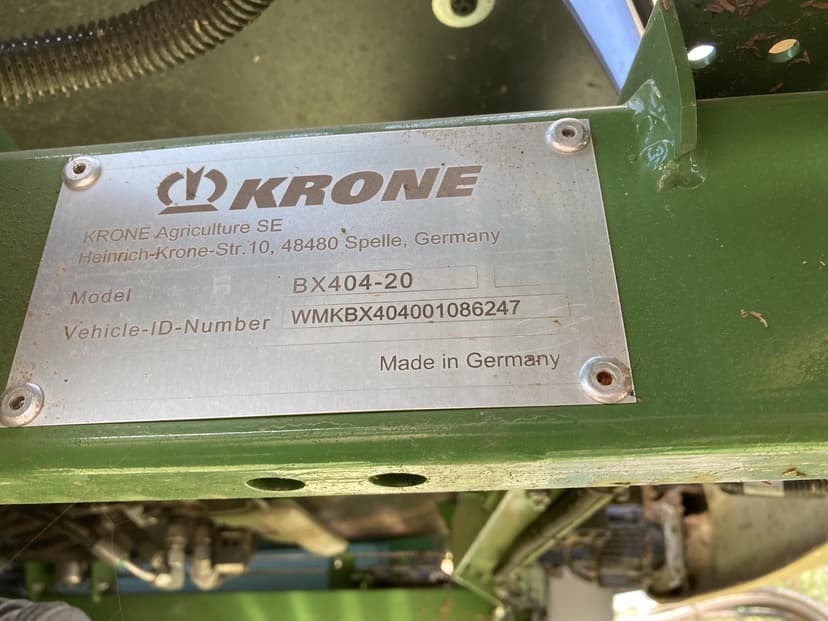 KRONE
KRONE Agriculture SE
Heinrich-Krone-Str.10, 48480 Spelle, Germany
Model BX404-20
Vehicle-ID-Number WMKBX404001086247
Made in Germany